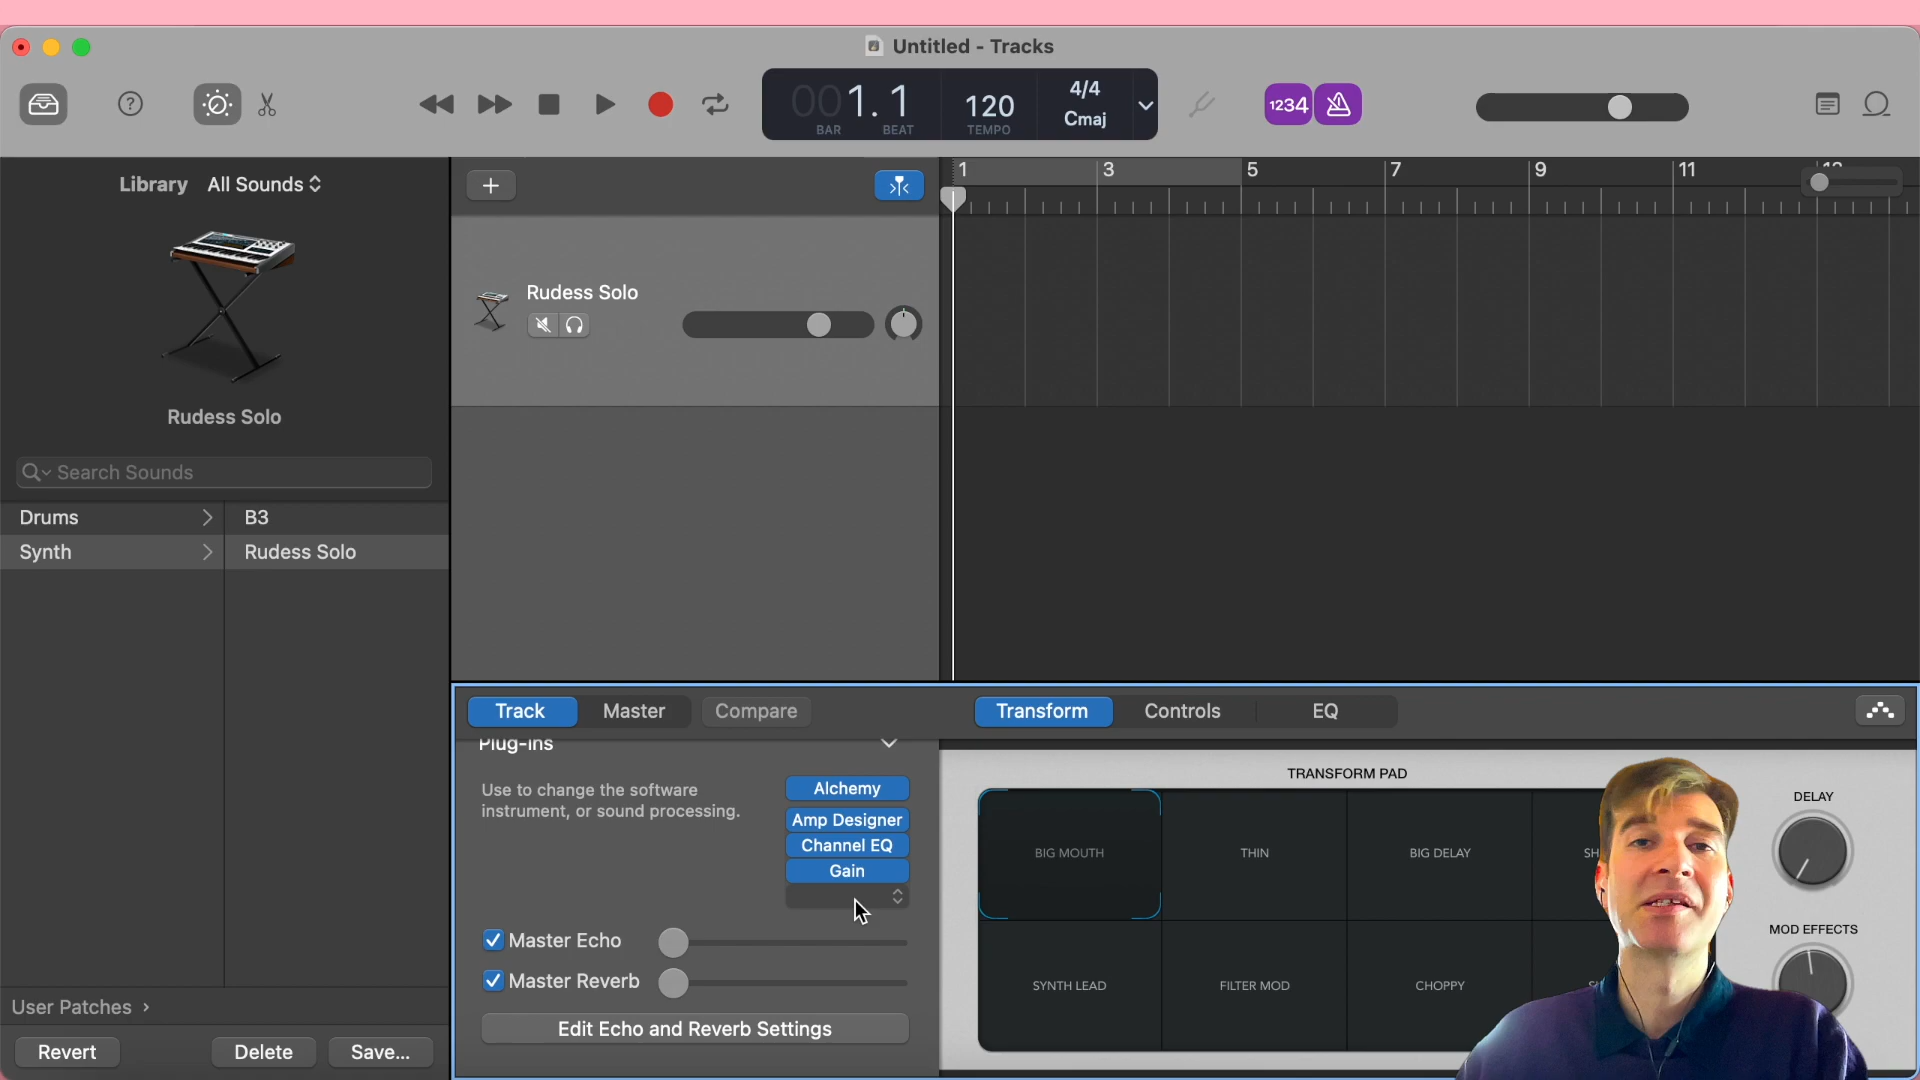 Untitled - Tracks
001.1
BAR BEAT
120
TEMPO
4/4
Cmaj
1234
Library All Sounds
1 3 5 7 9 11
Rudess Solo
Rudess Solo
Search Sounds
Drums B3
Synth Rudess Solo
Track Master Compare Transform Controls EQ
Plug-ins
Use to change the software
instrument, or sound processing.
Alchemy
Amp Designer
Channel EQ
Gain
Master Echo
Master Reverb
Edit Echo and Reverb Settings
TRANSFORM PAD
BIG MOUTH THIN BIG DELAY
SYNTH LEAD FILTER MOD CHOPPY
DELAY
MOD EFFECTS
User Patches
Revert Delete Save...